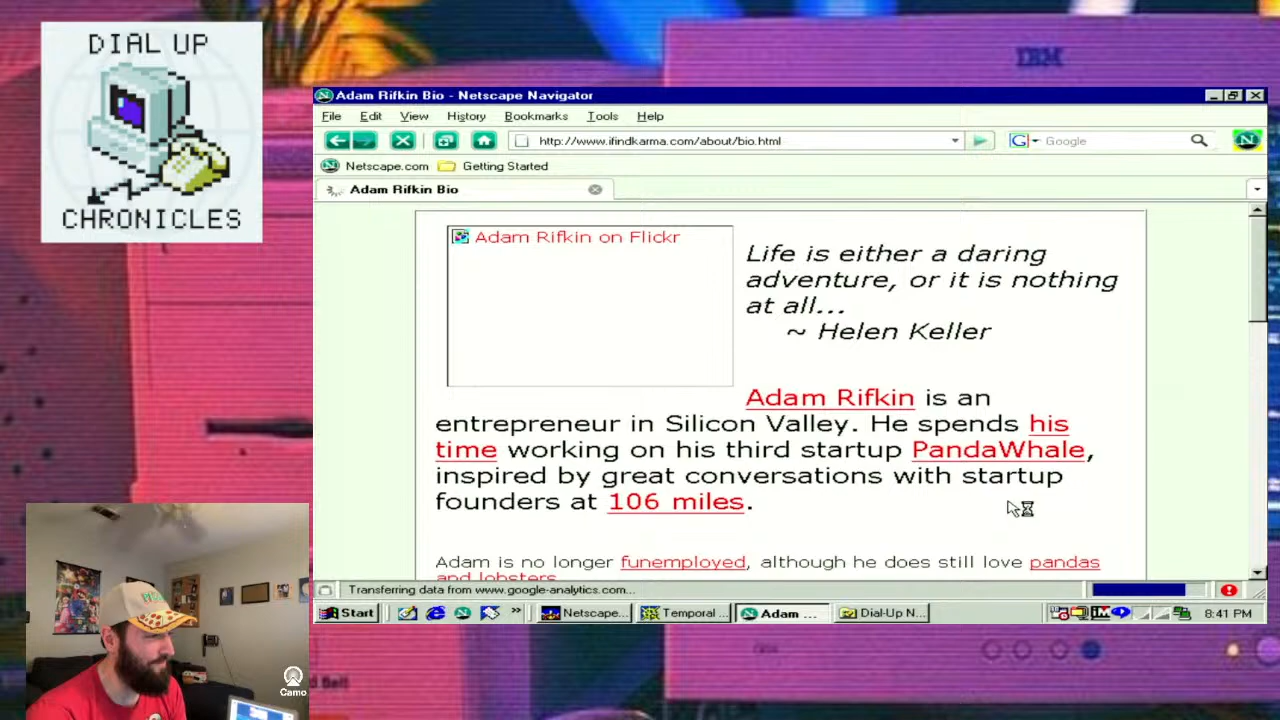 DIAL UP
CHRONICLES
IBM
Adam Rifkin Bio - Netscape Navigator
File Edit View History Bookmarks Tools Help
http://www.ifindkarma.com/about/bio.html
G Google
N
Netscape.com Getting Started
Adam Rifkin Bio
Adam Rifkin on Flickr
Life is either a daring
adventure, or it is nothing
at all...
~ Helen Keller
Adam Rifkin is an
entrepreneur in Silicon Valley. He spends his
time working on his third startup PandaWhale,
inspired by great conversations with startup
founders at 106 miles.
Adam is no longer funemployed, although he does still love pandas
and lobsters
Transferring data from www.google-analytics.com...
Start
Netscape...
Temporal ...
Adam ...
Dial-Up N...
8:41 PM
Camo